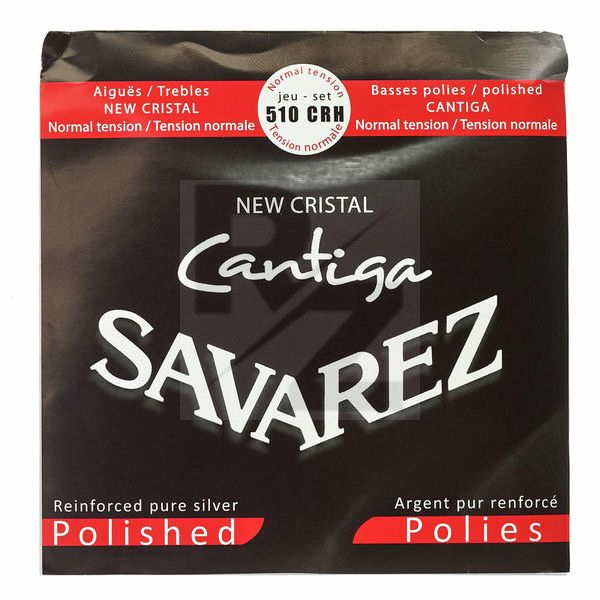 Aiguës / Trebles
NEW CRISTAL
Normal tension / Tension normale
Normal tension
jeu - set
510 CRH
Tension normale
Basses polies / polished
CANTIGA
Normal tension / Tension normale
NEW CRISTAL
Cantiga
SAVAREZ
Reinforced pure silver
Polished
Argent pur renforcé
Polies